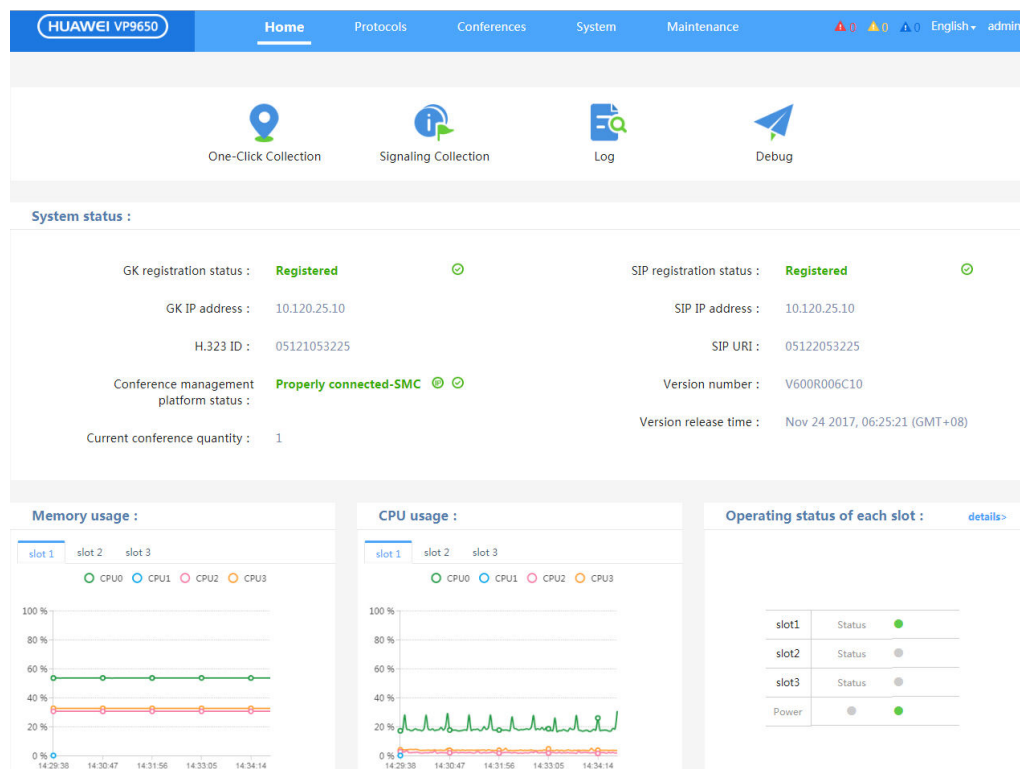 HUAWEI VP9650 Home Protocols Conferences System Maintenance 0 0 0 English admin
One-Click Collection Signaling Collection Log Debug
System status :
GK registration status : Registered SIP registration status : Registered
GK IP address : 10.120.25.10 SIP IP address : 10.120.25.10
H.323 ID : 05121053225 SIP URI : 05122053225
Conference management platform status : Properly connected-SMC IP Version number : V600R006C10
Current conference quantity : 1 Version release time : Nov 24 2017, 06:25:21 (GMT+08)
Memory usage :
slot 1 slot 2 slot 3
CPU0 CPU1 CPU2 CPU3
100 %
80 %
60 %
40 %
20 %
0 %
14:29:38 14:30:47 14:31:56 14:33:05 14:34:14
CPU usage :
slot 1 slot 2 slot 3
CPU0 CPU1 CPU2 CPU3
100 %
80 %
60 %
40 %
20 %
0 %
14:29:38 14:30:47 14:31:56 14:33:05 14:34:14
Operating status of each slot : details>
slot1 Status
slot2 Status
slot3 Status
Power